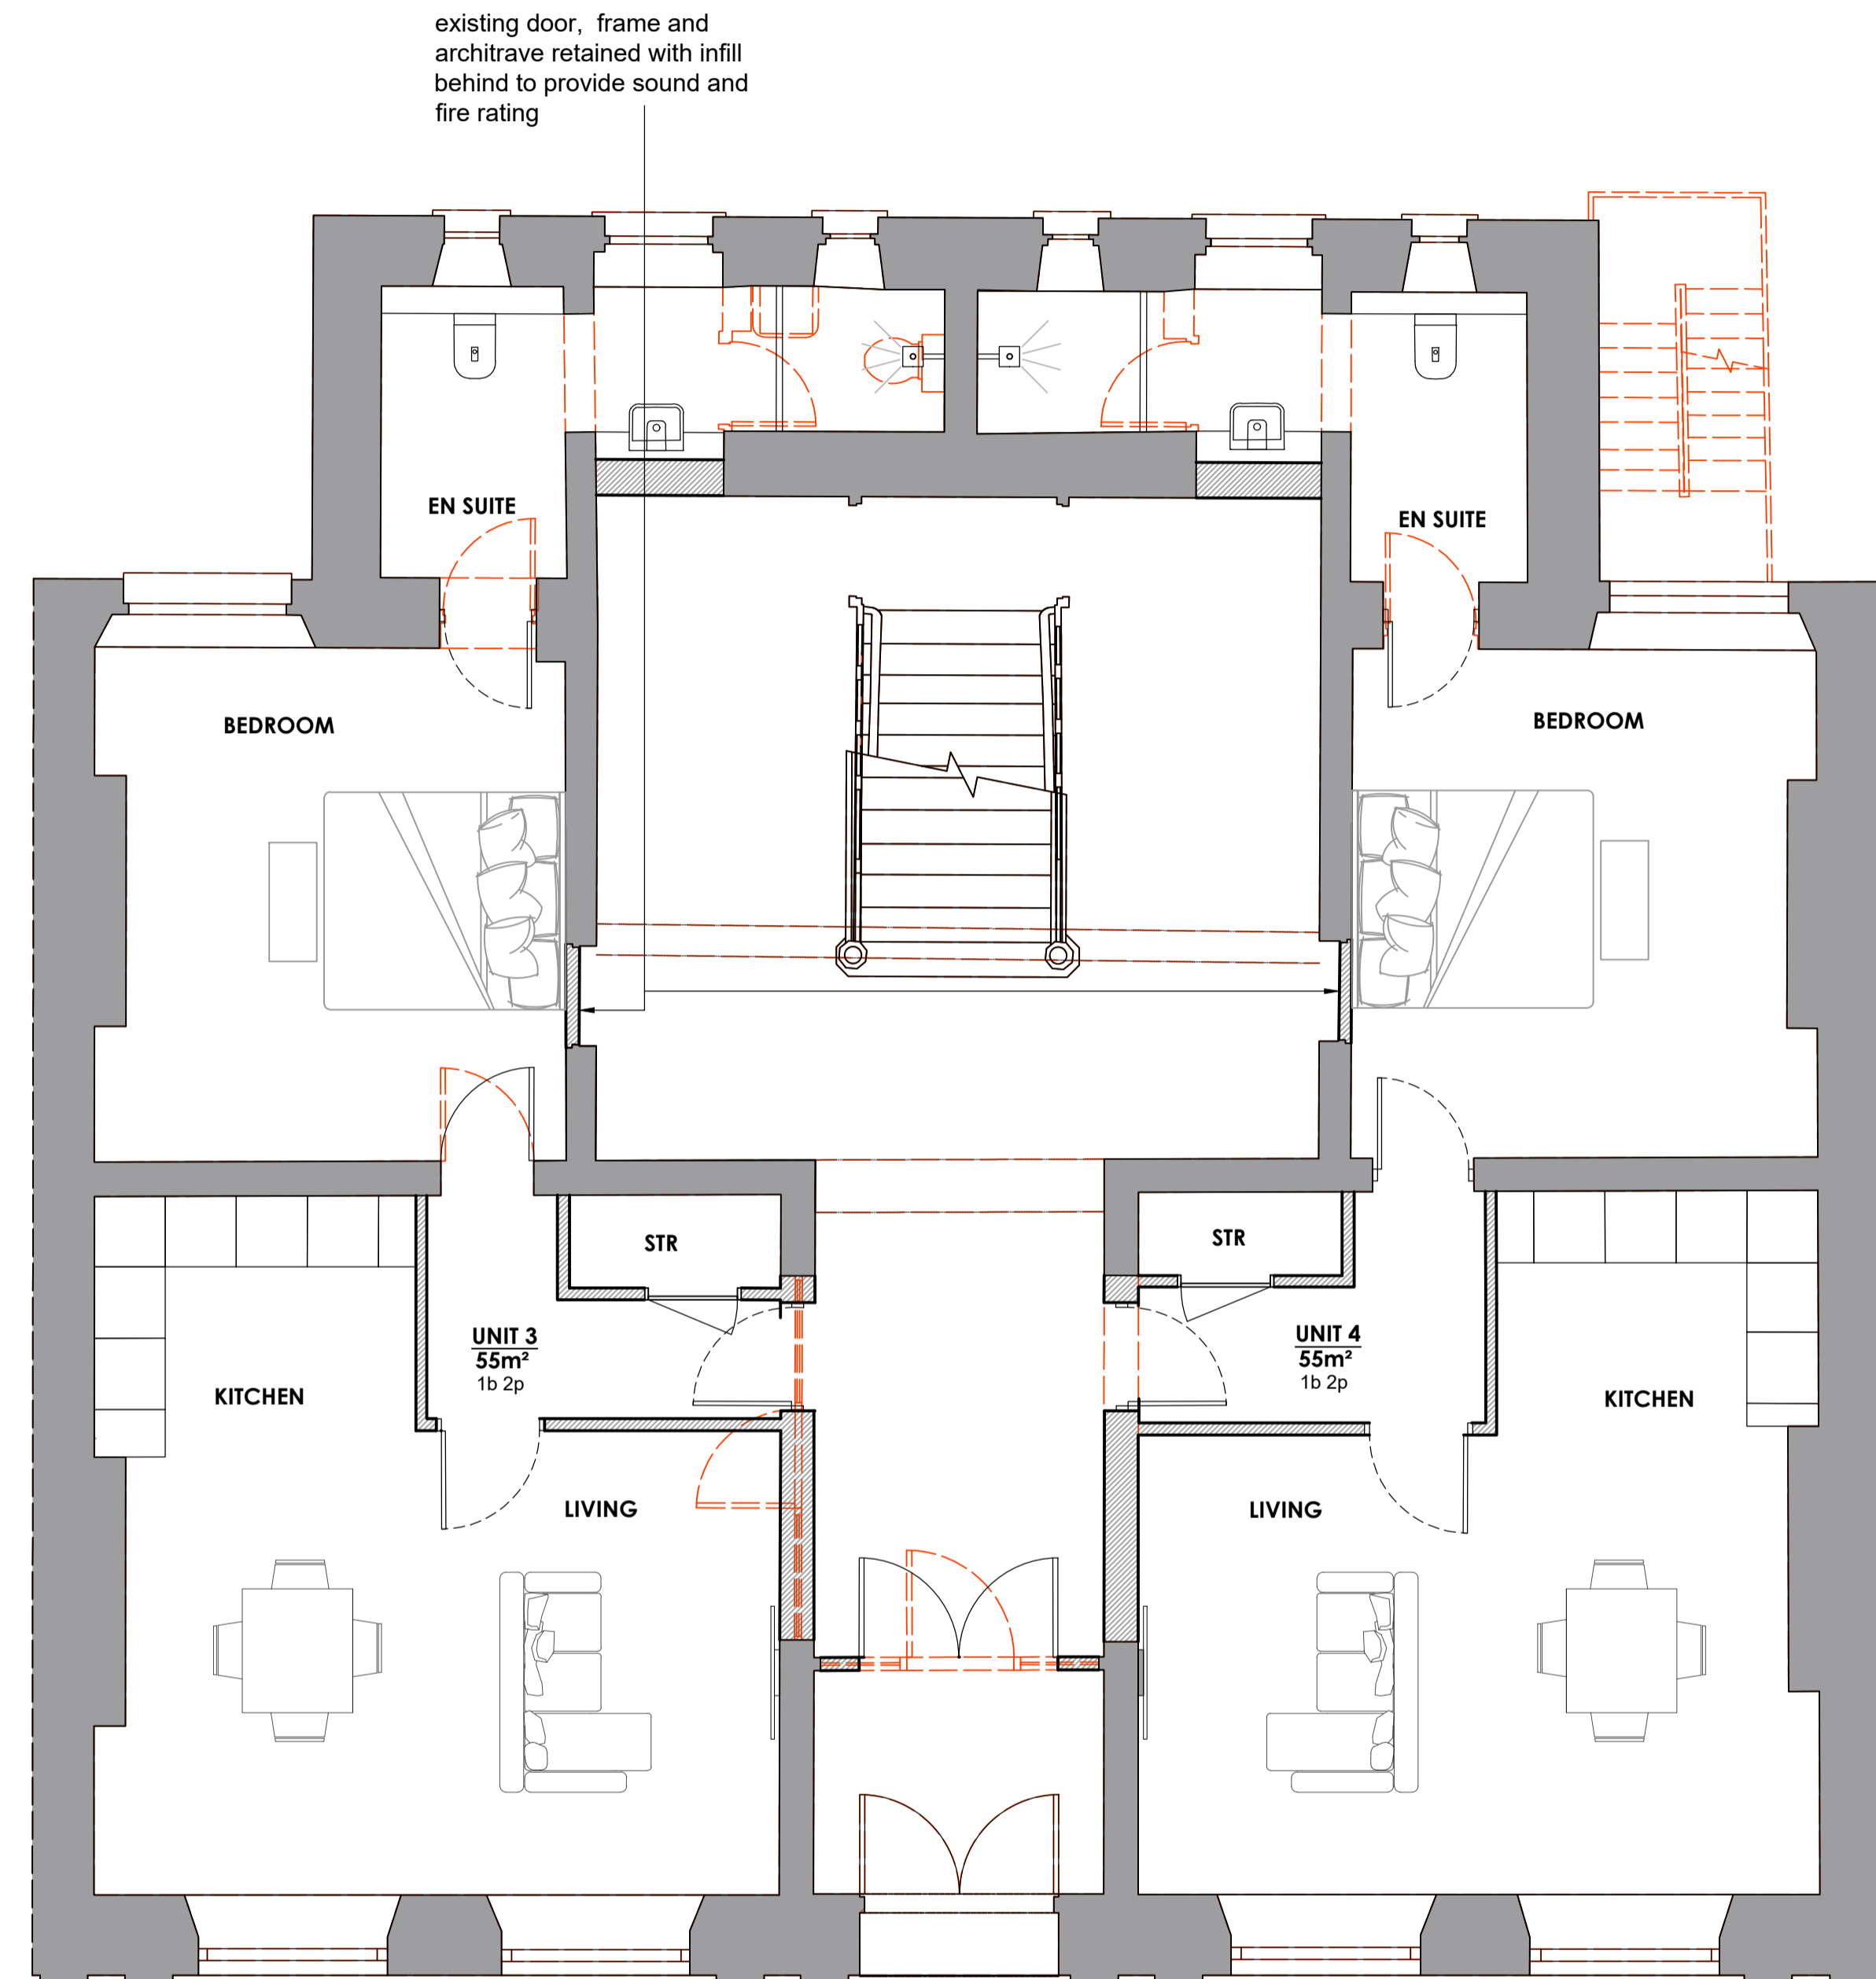 existing door, frame and
architrave retained with infill
behind to provide sound and
fire rating
EN SUITE
EN SUITE
BEDROOM
BEDROOM
STR
STR
UNIT 3
55m²
1b 2p
UNIT 4
55m²
1b 2p
KITCHEN
KITCHEN
LIVING
LIVING